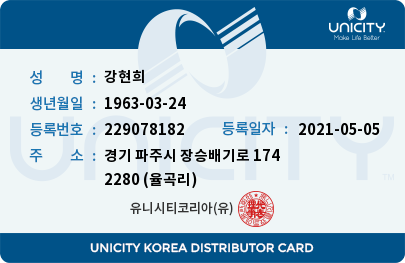 UNICITY
Make Life Better
성 명 : 강현희
생년월일 : 1963-03-24
등록번호 : 229078182 등록일자 : 2021-05-05
UNICITY
주 소 : 경기 파주시 장승배기로 174
2280 (율곡리)
유니시티코리아(유)
UNICITY KOREA DISTRIBUTOR CARD